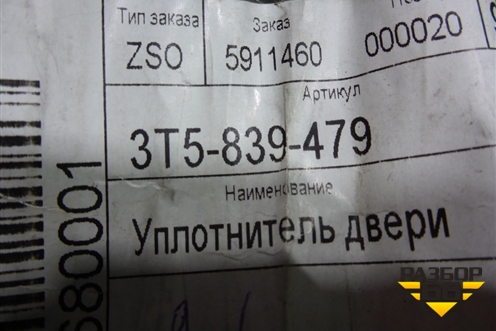 Тип заказа
Заказ
ZSO
5911460
000020
Артикул
3T5-839-479
Наименование
Уплотнитель двери
680001
РАЗБОР